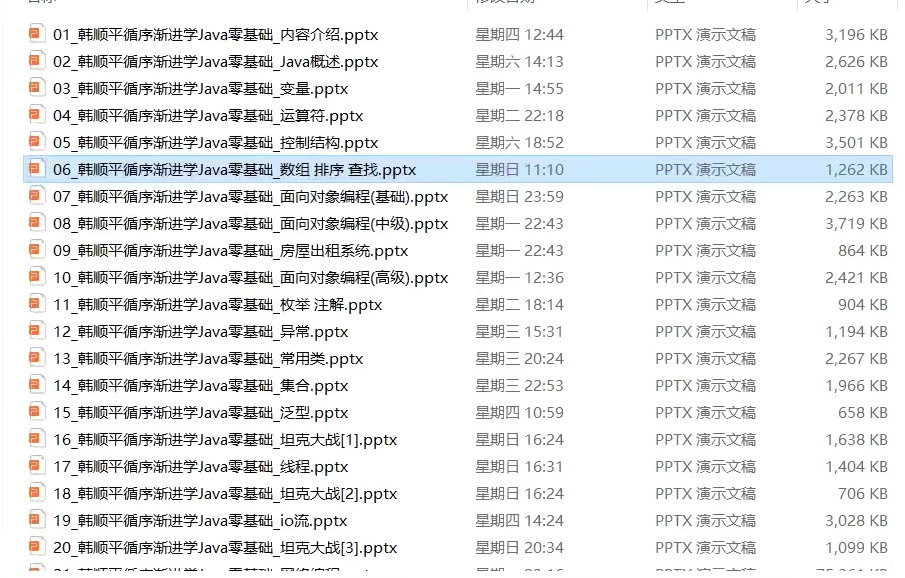 01_韩顺平循序渐进学Java零基础_内容介绍.pptx 星期四 12:44 PPTX 演示文稿 3,196 KB
02_韩顺平循序渐进学Java零基础_Java概述.pptx 星期六 14:13 PPTX 演示文稿 2,626 KB
03_韩顺平循序渐进学Java零基础_变量.pptx 星期一 14:55 PPTX 演示文稿 2,011 KB
04_韩顺平循序渐进学Java零基础_运算符.pptx 星期二 22:18 PPTX 演示文稿 2,378 KB
05_韩顺平循序渐进学Java零基础_控制结构.pptx 星期六 18:52 PPTX 演示文稿 3,501 KB
06_韩顺平循序渐进学Java零基础_数组 排序 查找.pptx 星期日 11:10 PPTX 演示文稿 1,262 KB
07_韩顺平循序渐进学Java零基础_面向对象编程(基础).pptx 星期日 23:59 PPTX 演示文稿 2,263 KB
08_韩顺平循序渐进学Java零基础_面向对象编程(中级).pptx 星期一 22:43 PPTX 演示文稿 3,719 KB
09_韩顺平循序渐进学Java零基础_房屋出租系统.pptx 星期一 22:43 PPTX 演示文稿 864 KB
10_韩顺平循序渐进学Java零基础_面向对象编程(高级).pptx 星期一 12:36 PPTX 演示文稿 2,421 KB
11_韩顺平循序渐进学Java零基础_枚举 注解.pptx 星期二 18:14 PPTX 演示文稿 904 KB
12_韩顺平循序渐进学Java零基础_异常.pptx 星期三 15:31 PPTX 演示文稿 1,194 KB
13_韩顺平循序渐进学Java零基础_常用类.pptx 星期三 20:24 PPTX 演示文稿 2,267 KB
14_韩顺平循序渐进学Java零基础_集合.pptx 星期三 22:53 PPTX 演示文稿 1,966 KB
15_韩顺平循序渐进学Java零基础_泛型.pptx 星期四 10:59 PPTX 演示文稿 658 KB
16_韩顺平循序渐进学Java零基础_坦克大战[1].pptx 星期日 16:24 PPTX 演示文稿 1,638 KB
17_韩顺平循序渐进学Java零基础_线程.pptx 星期日 16:31 PPTX 演示文稿 1,404 KB
18_韩顺平循序渐进学Java零基础_坦克大战[2].pptx 星期日 16:24 PPTX 演示文稿 706 KB
19_韩顺平循序渐进学Java零基础_io流.pptx 星期四 14:24 PPTX 演示文稿 3,028 KB
20_韩顺平循序渐进学Java零基础_坦克大战[3].pptx 星期日 20:34 PPTX 演示文稿 1,099 KB